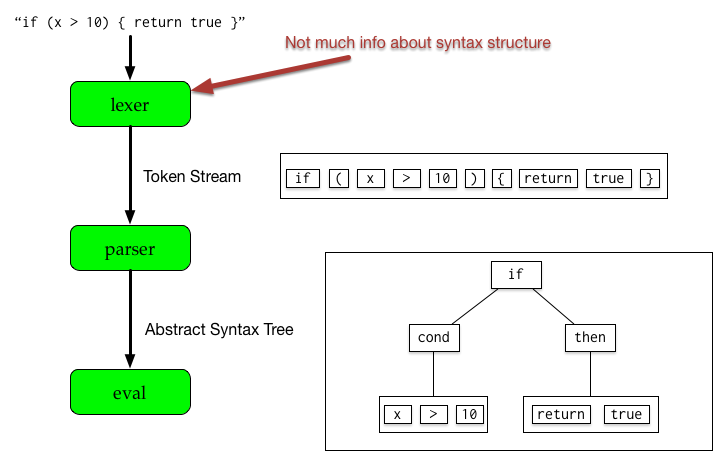 “if (x > 10) { return true }”
Not much info about syntax structure
lexer
Token Stream
if ( x > 10 ) { return true }
parser
if
Abstract Syntax Tree
cond then
eval
x > 10 return true